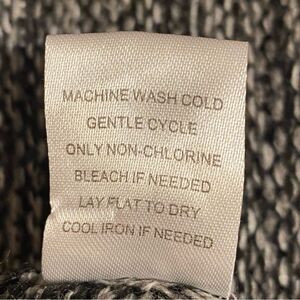 MACHINE WASH COLD
GENTLE CYCLE
ONLY NON-CHLORINE
BLEACH IF NEEDED
LAY FLAT TO DRY
COOL IRON IF NEEDED